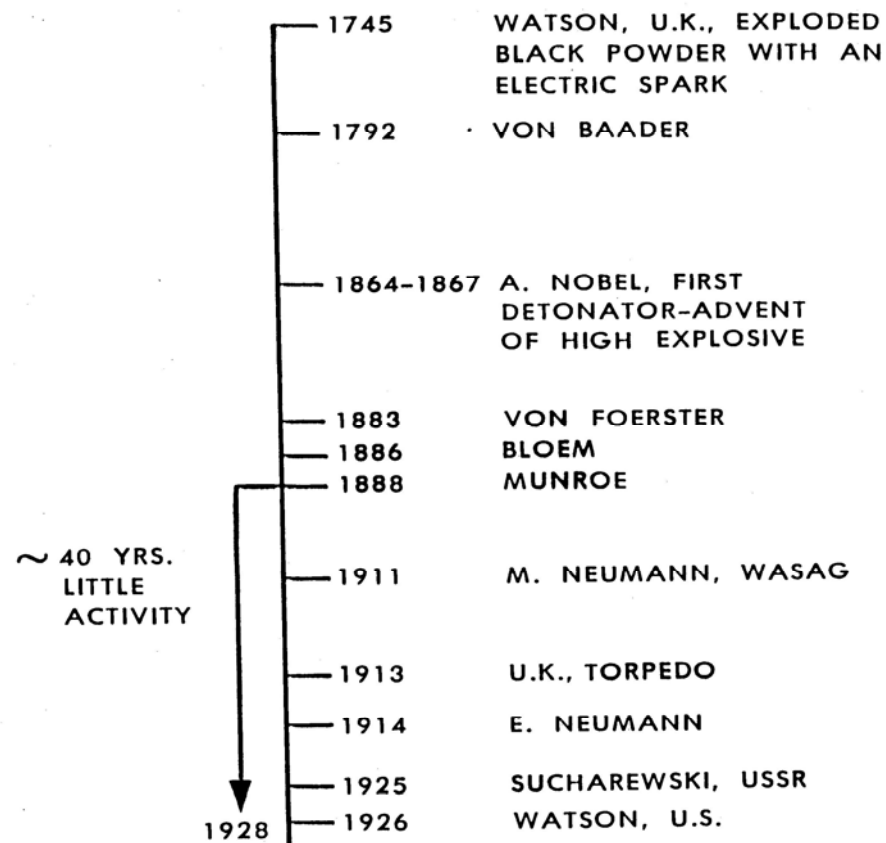 1745 WATSON, U.K., EXPLODED
BLACK POWDER WITH AN
ELECTRIC SPARK
1792 VON BAADER
1864-1867 A. NOBEL, FIRST
DETONATOR-ADVENT
OF HIGH EXPLOSIVE
1883 VON FOERSTER
1886 BLOEM
1888 MUNROE
~ 40 YRS.
LITTLE
ACTIVITY
1911 M. NEUMANN, WASAG
1913 U.K., TORPEDO
1914 E. NEUMANN
1925 SUCHAREWSKI, USSR
1928
1926 WATSON, U.S.